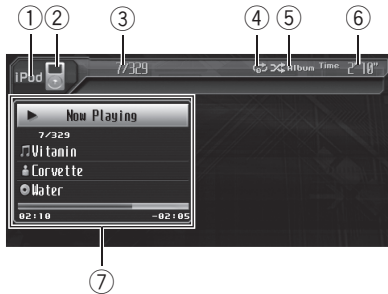 ① ② ③ ④ ⑤ ⑥
iPod 7/329 Album Time 2'10"
Now Playing
7/329
Vitamin
Corvette
Water
02:10 -02:05
⑦